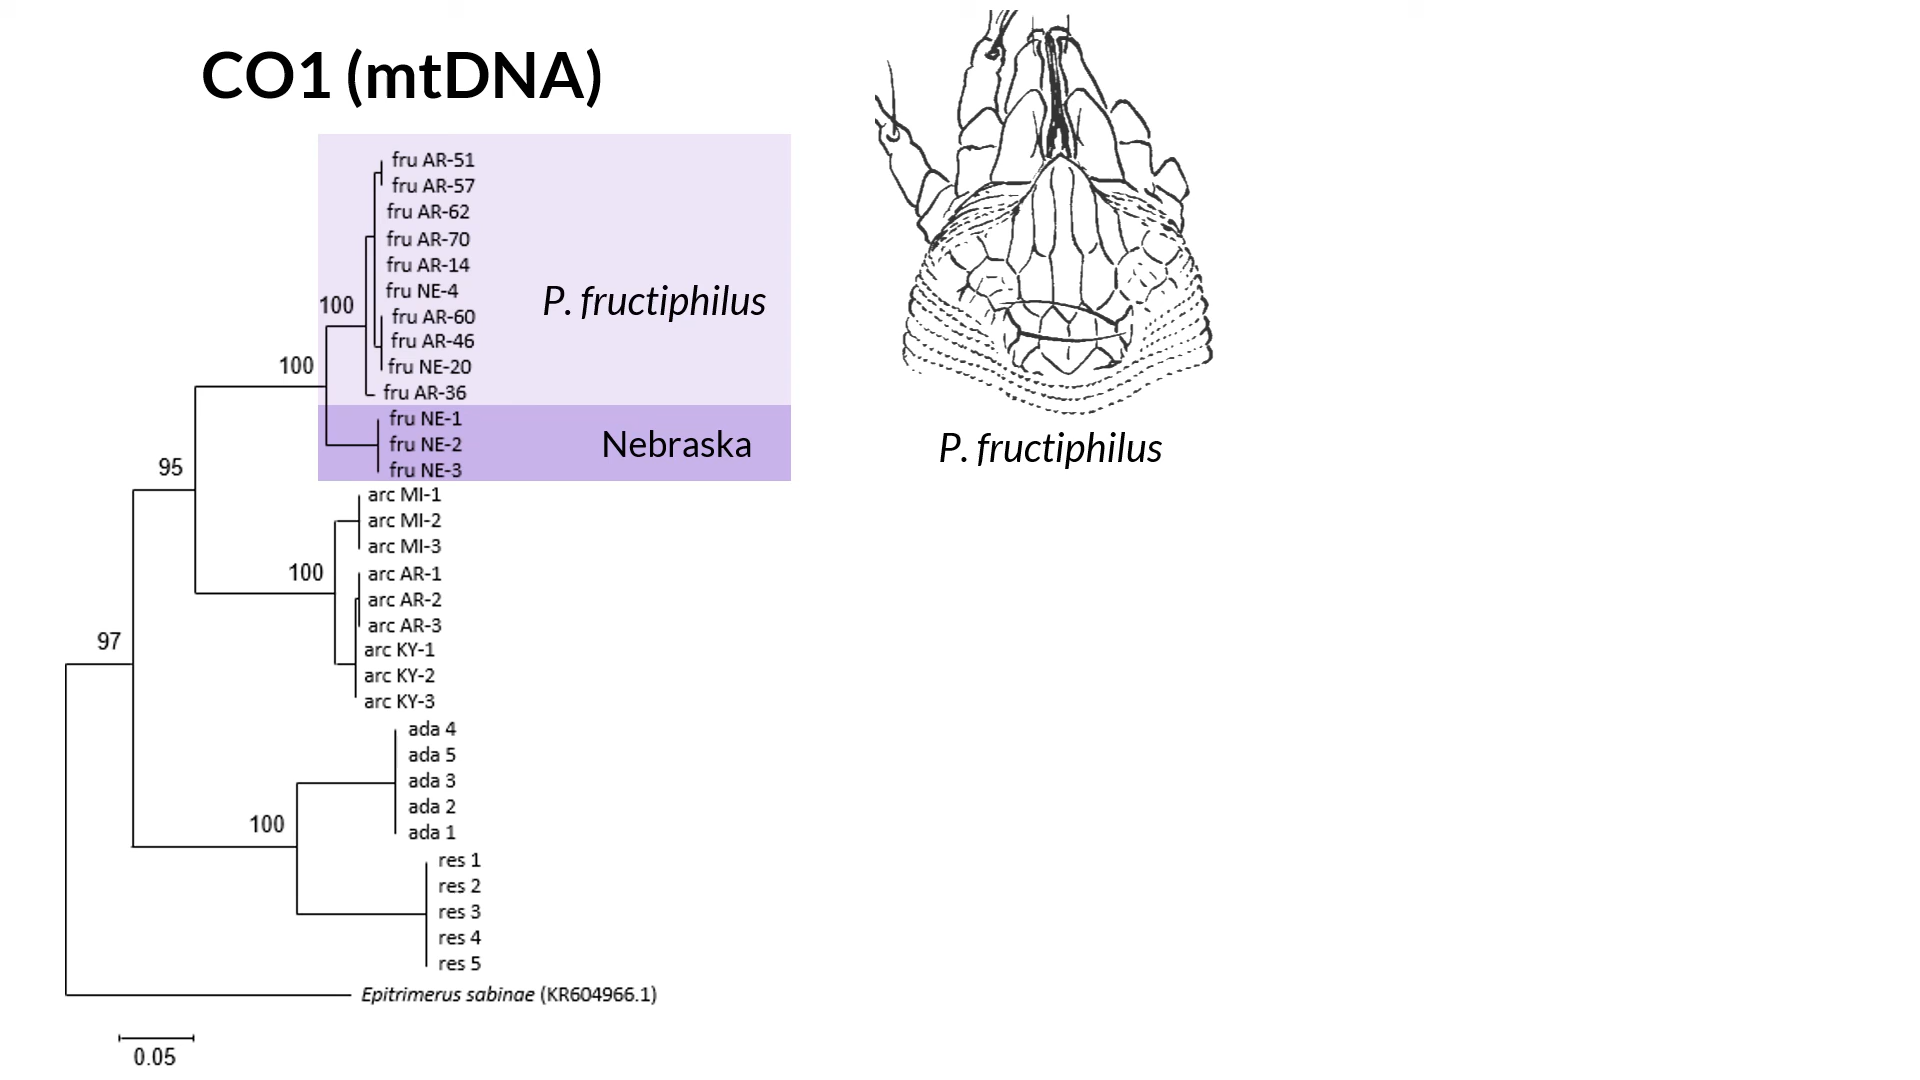 CO1 (mtDNA)
fru AR-51
fru AR-57
fru AR-62
fru AR-70
fru AR-14
fru NE-4
fru AR-60
fru AR-46
fru NE-20
fru AR-36
fru NE-1
fru NE-2
fru NE-3
arc MI-1
arc MI-2
arc MI-3
arc AR-1
arc AR-2
arc AR-3
arc KY-1
arc KY-2
arc KY-3
ada 4
ada 5
ada 3
ada 2
ada 1
res 1
res 2
res 3
res 4
res 5
Epitrimerus sabinae (KR604966.1)
100
100
95
100
97
100
0.05
P. fructiphilus
Nebraska
P. fructiphilus